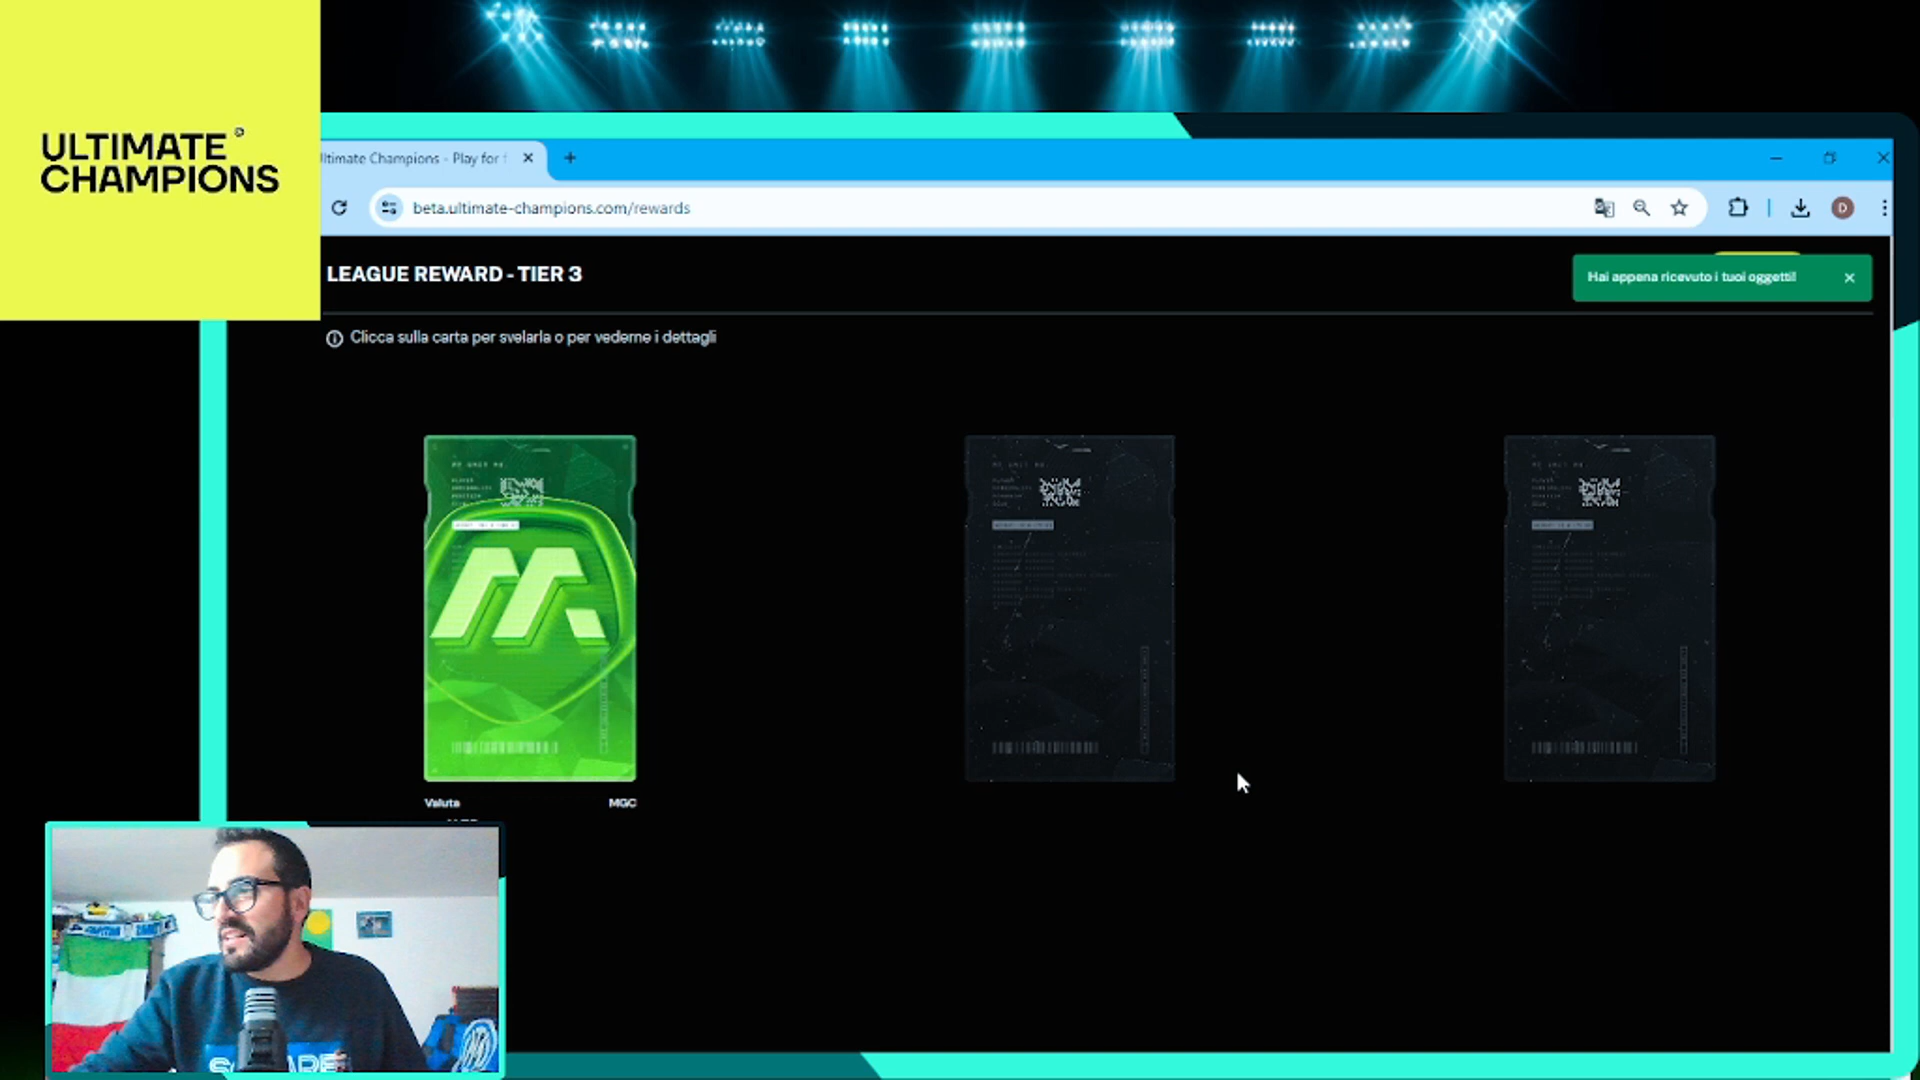 ULTIMATE
CHAMPIONS
ltimate Champions - Play for f
beta.ultimate-champions.com/rewards
D
LEAGUE REWARD - TIER 3
Hai appena ricevuto i tuoi oggetti!
Clicca sulla carta per svelarla o per vederne i dettagli
Valuta MGC